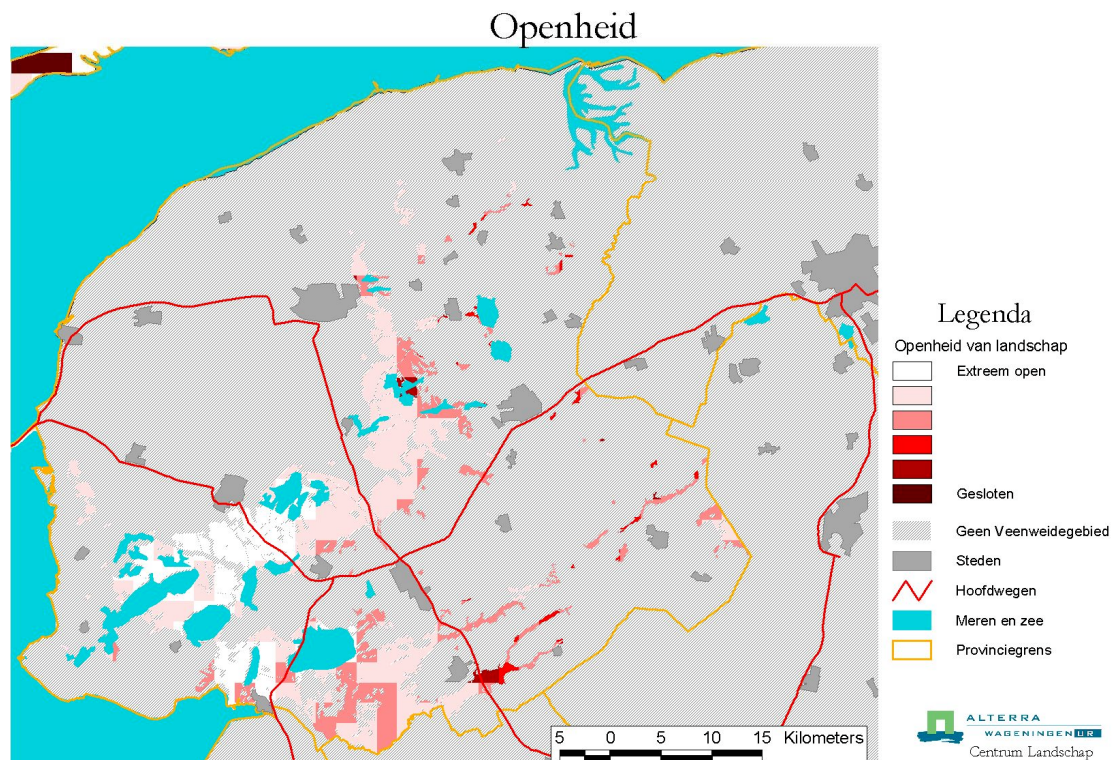 Openheid
Legenda
Openheid van landschap
Extreem open
Gesloten
Geen Veenweidegebied
Steden
Hoofdwegen
Meren en zee
Provinciegrens
5 0 5 10 15 Kilometers
ALTERRA
WAGENINGEN UR
Centrum Landschap